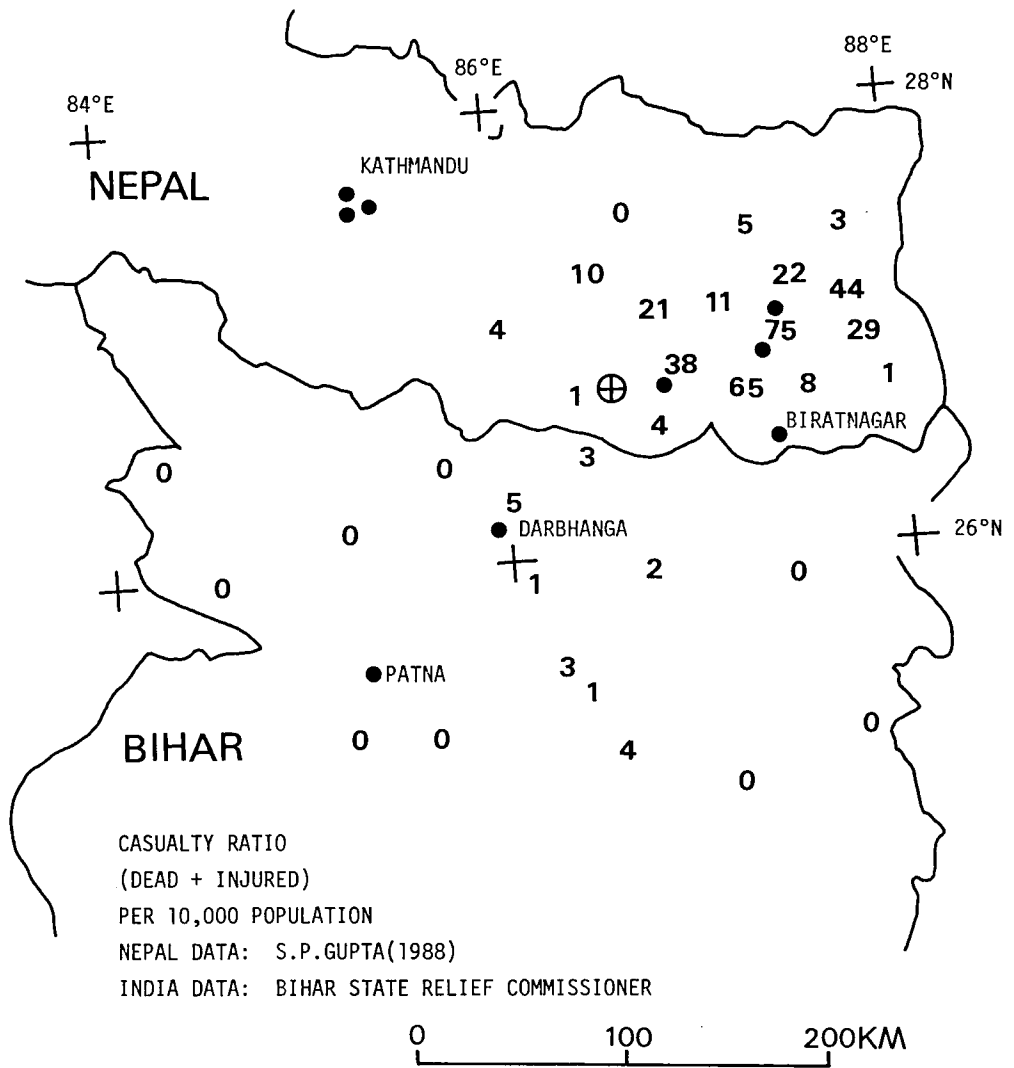 88°E
86°E
28°N
84°E
KATHMANDU
NEPAL
0 5 3
10 22 44
21 11
4 75 29
38
1 65 8 1
4 BIRATNAGAR
3
0 0
5
0 DARBHANGA 26°N
0 1 2 0
3
PATNA
1
0
BIHAR 0 0 4
0
CASUALTY RATIO
(DEAD + INJURED)
PER 10,000 POPULATION
NEPAL DATA: S.P.GUPTA(1988)
INDIA DATA: BIHAR STATE RELIEF COMMISSIONER
0 100 200KM